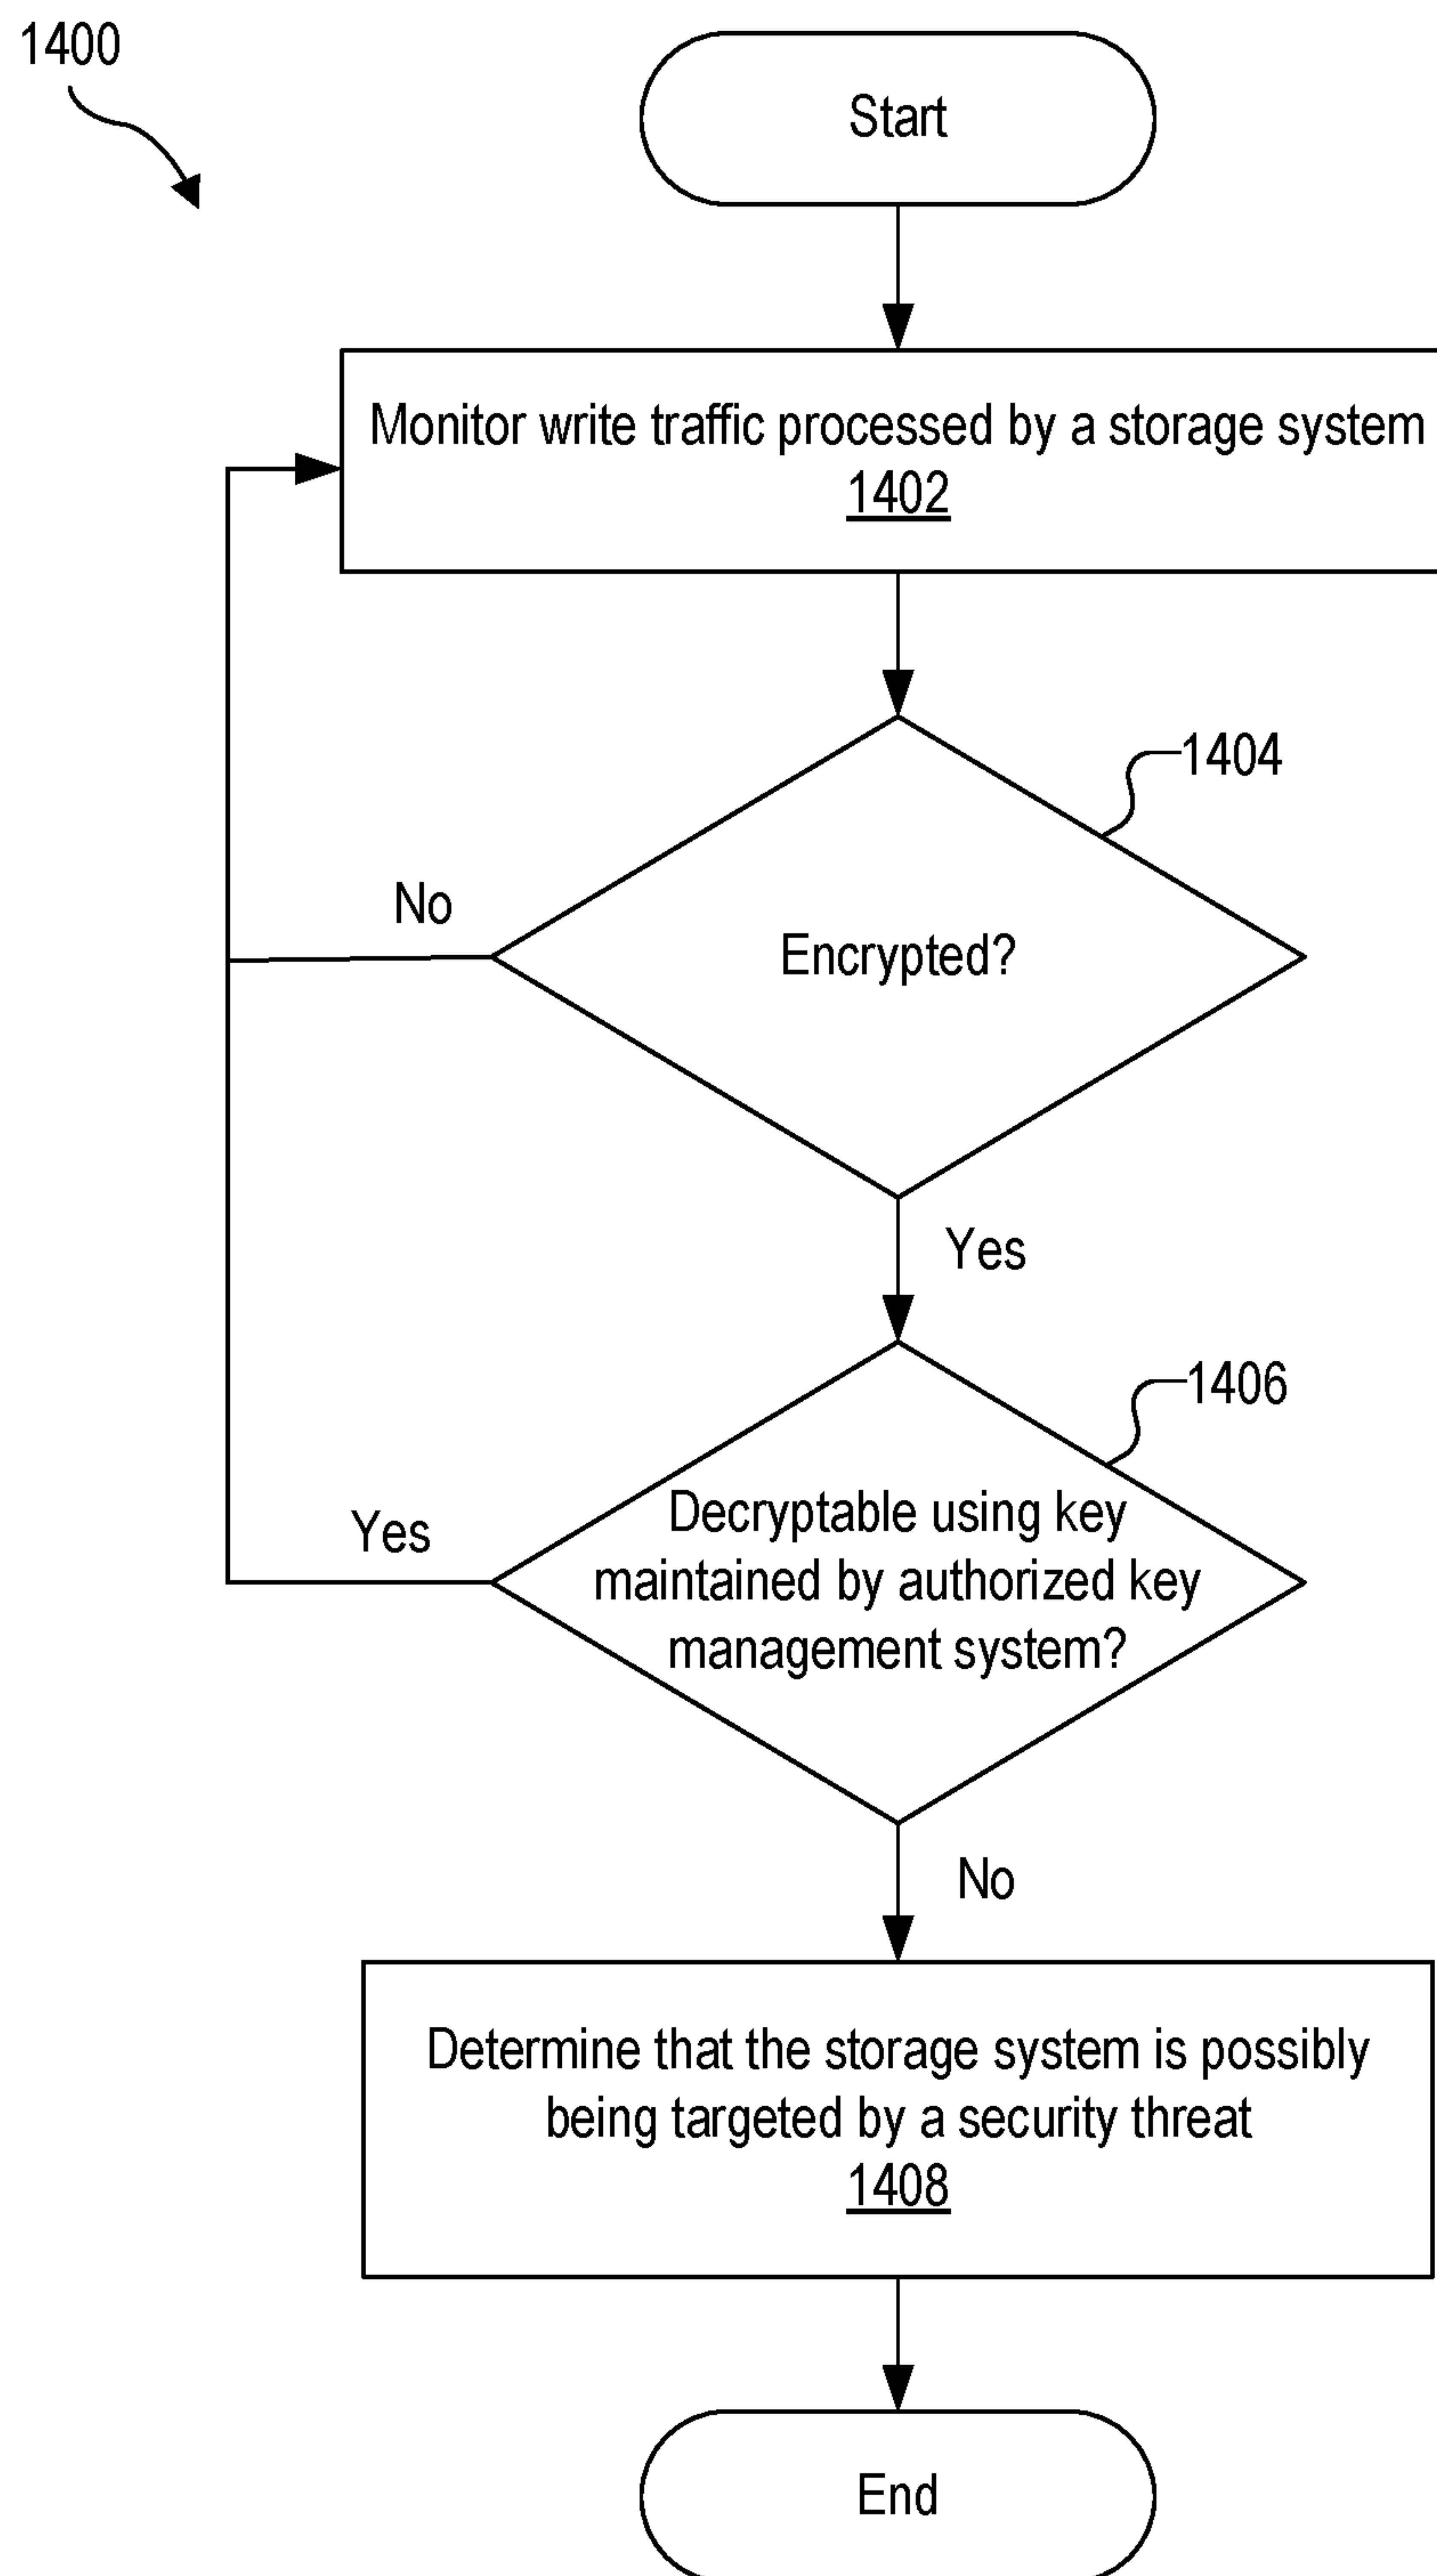 1400
Start
Monitor write traffic processed by a storage system
1402
1404
No
Encrypted?
Yes
1406
Yes
Decryptable using key
maintained by authorized key
management system?
No
Determine that the storage system is possibly
being targeted by a security threat
1408
End